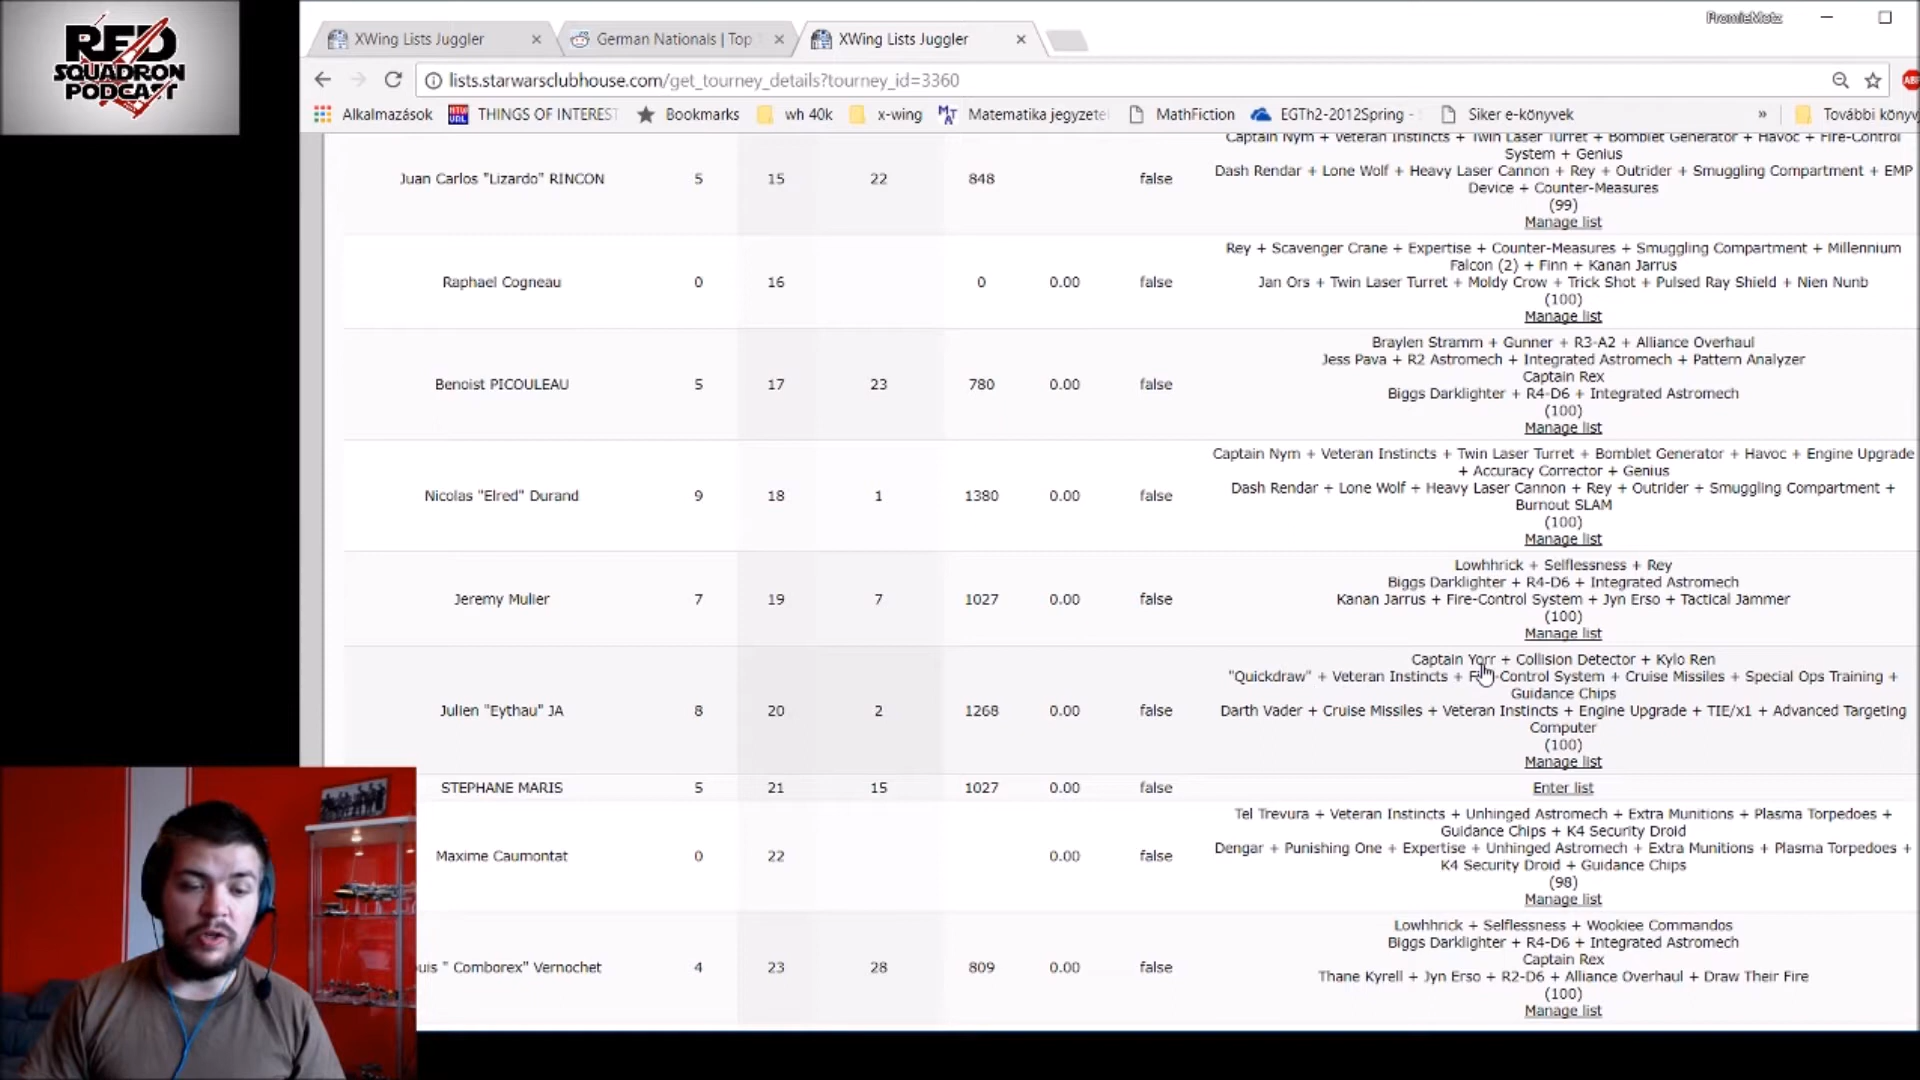 RED
SQUADRON
PODCAST
PromieMotz
XWing Lists Juggler
German Nationals | Top
XWing Lists Juggler
lists.starwarsclubhouse.com/get_tourney_details?tourney_id=3360
Alkalmazások THINGS OF INTEREST Bookmarks wh 40k x-wing Matematika jegyzete MathFiction EGTh2-2012Spring - Siker e-könyvek » További könyv
Captain Nym + Veteran Instincts + Twin Laser Turret + Bomblet Generator + Havoc + Fire-Control
System + Genius
Juan Carlos "Lizardo" RINCON 5 15 22 848 false
Dash Rendar + Lone Wolf + Heavy Laser Cannon + Rey + Outrider + Smuggling Compartment + EMP
Device + Counter-Measures
(99)
Manage list
Rey + Scavenger Crane + Expertise + Counter-Measures + Smuggling Compartment + Millennium
Falcon (2) + Finn + Kanan Jarrus
Raphael Cogneau 0 16 0 0.00 false
Jan Ors + Twin Laser Turret + Moldy Crow + Trick Shot + Pulsed Ray Shield + Nien Nunb
(100)
Manage list
Braylen Stramm + Gunner + R3-A2 + Alliance Overhaul
Jess Pava + R2 Astromech + Integrated Astromech + Pattern Analyzer
Captain Rex
Benoist PICOULEAU 5 17 23 780 0.00 false
Biggs Darklighter + R4-D6 + Integrated Astromech
(100)
Manage list
Captain Nym + Veteran Instincts + Twin Laser Turret + Bomblet Generator + Havoc + Engine Upgrade
+ Accuracy Corrector + Genius
Nicolas "Elred" Durand 9 18 1 1380 0.00 false
Dash Rendar + Lone Wolf + Heavy Laser Cannon + Rey + Outrider + Smuggling Compartment +
Burnout SLAM
(100)
Manage list
Lowhhrick + Selflessness + Rey
Biggs Darklighter + R4-D6 + Integrated Astromech
Jeremy Mulier 7 19 7 1027 0.00 false
Kanan Jarrus + Fire-Control System + Jyn Erso + Tactical Jammer
(100)
Manage list
Captain Yorr + Collision Detector + Kylo Ren
"Quickdraw" + Veteran Instincts + Fire-Control System + Cruise Missiles + Special Ops Training +
Guidance Chips
Julien "Eythau" JA 8 20 2 1268 0.00 false
Darth Vader + Cruise Missiles + Veteran Instincts + Engine Upgrade + TIE/x1 + Advanced Targeting
Computer
(100)
Manage list
STEPHANE MARIS 5 21 15 1027 0.00 false Enter list
Tel Trevura + Veteran Instincts + Unhinged Astromech + Extra Munitions + Plasma Torpedoes +
Guidance Chips + K4 Security Droid
Maxime Caumontat 0 22 0.00 false
Dengar + Punishing One + Expertise + Unhinged Astromech + Extra Munitions + Plasma Torpedoes +
K4 Security Droid + Guidance Chips
(98)
Manage list
Lowhhrick + Selflessness + Wookiee Commandos
Biggs Darklighter + R4-D6 + Integrated Astromech
Captain Rex
uis " Comborex" Vernochet 4 23 28 809 0.00 false
Thane Kyrell + Jyn Erso + R2-D6 + Alliance Overhaul + Draw Their Fire
(100)
Manage list